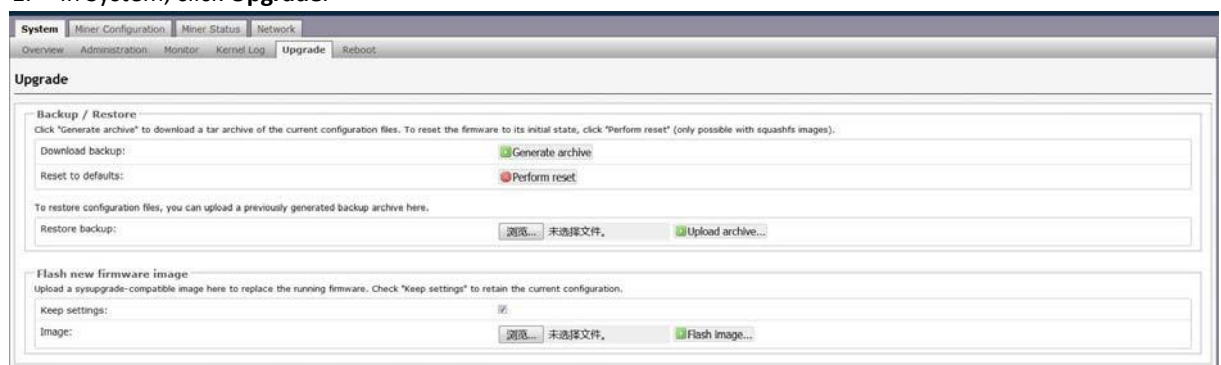 In System, click Upgrade.
System Miner Configuration Miner Status Network
Overview Administration Monitor Kernel Log Upgrade Reboot
Upgrade
Backup / Restore
Click "Generate archive" to download a tar archive of the current configuration files. To reset the firmware to its initial state, click "Perform reset" (only possible with squashfs images).
Download backup: Generate archive
Reset to defaults: Perform reset
To restore configuration files, you can upload a previously generated backup archive here.
Restore backup: 浏览... 未选择文件。 Upload archive...
Flash new firmware image
Upload a sysupgrade-compatible image here to replace the running firmware. Check "Keep settings" to retain the current configuration.
Keep settings:
Image: 浏览... 未选择文件。 Flash image...